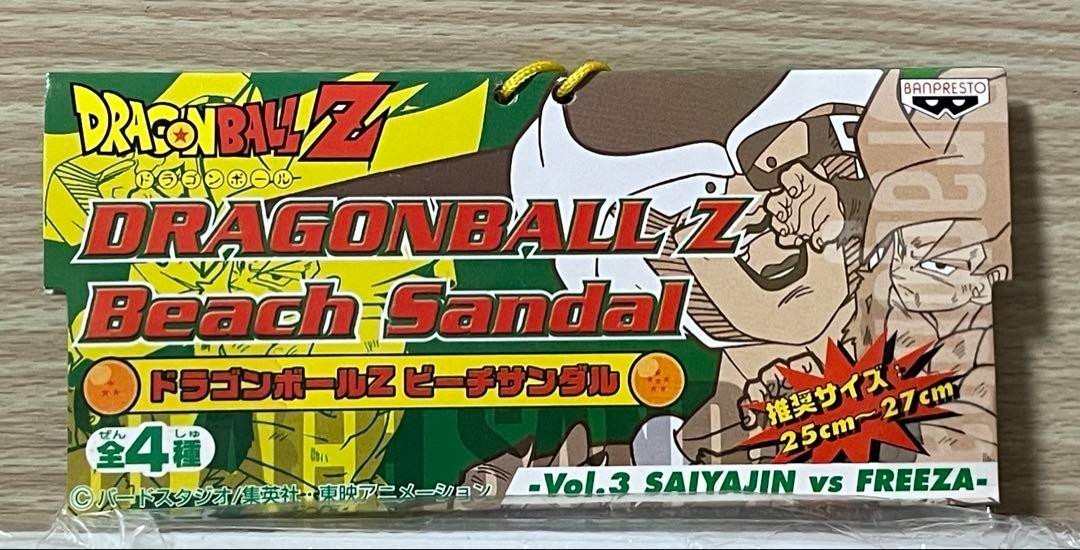 DRAGONBALL Z
ドラゴンボール
BANPRESTO
DRAGONBALL Z
Beach Sandal
ドラゴンボールZ ビーチサンダル
ぜん しゅ
全4種
推奨サイズ
25cm～27cm
©バードスタジオ/集英社・東映アニメーション
-Vol.3 SAIYAJIN vs FREEZA-